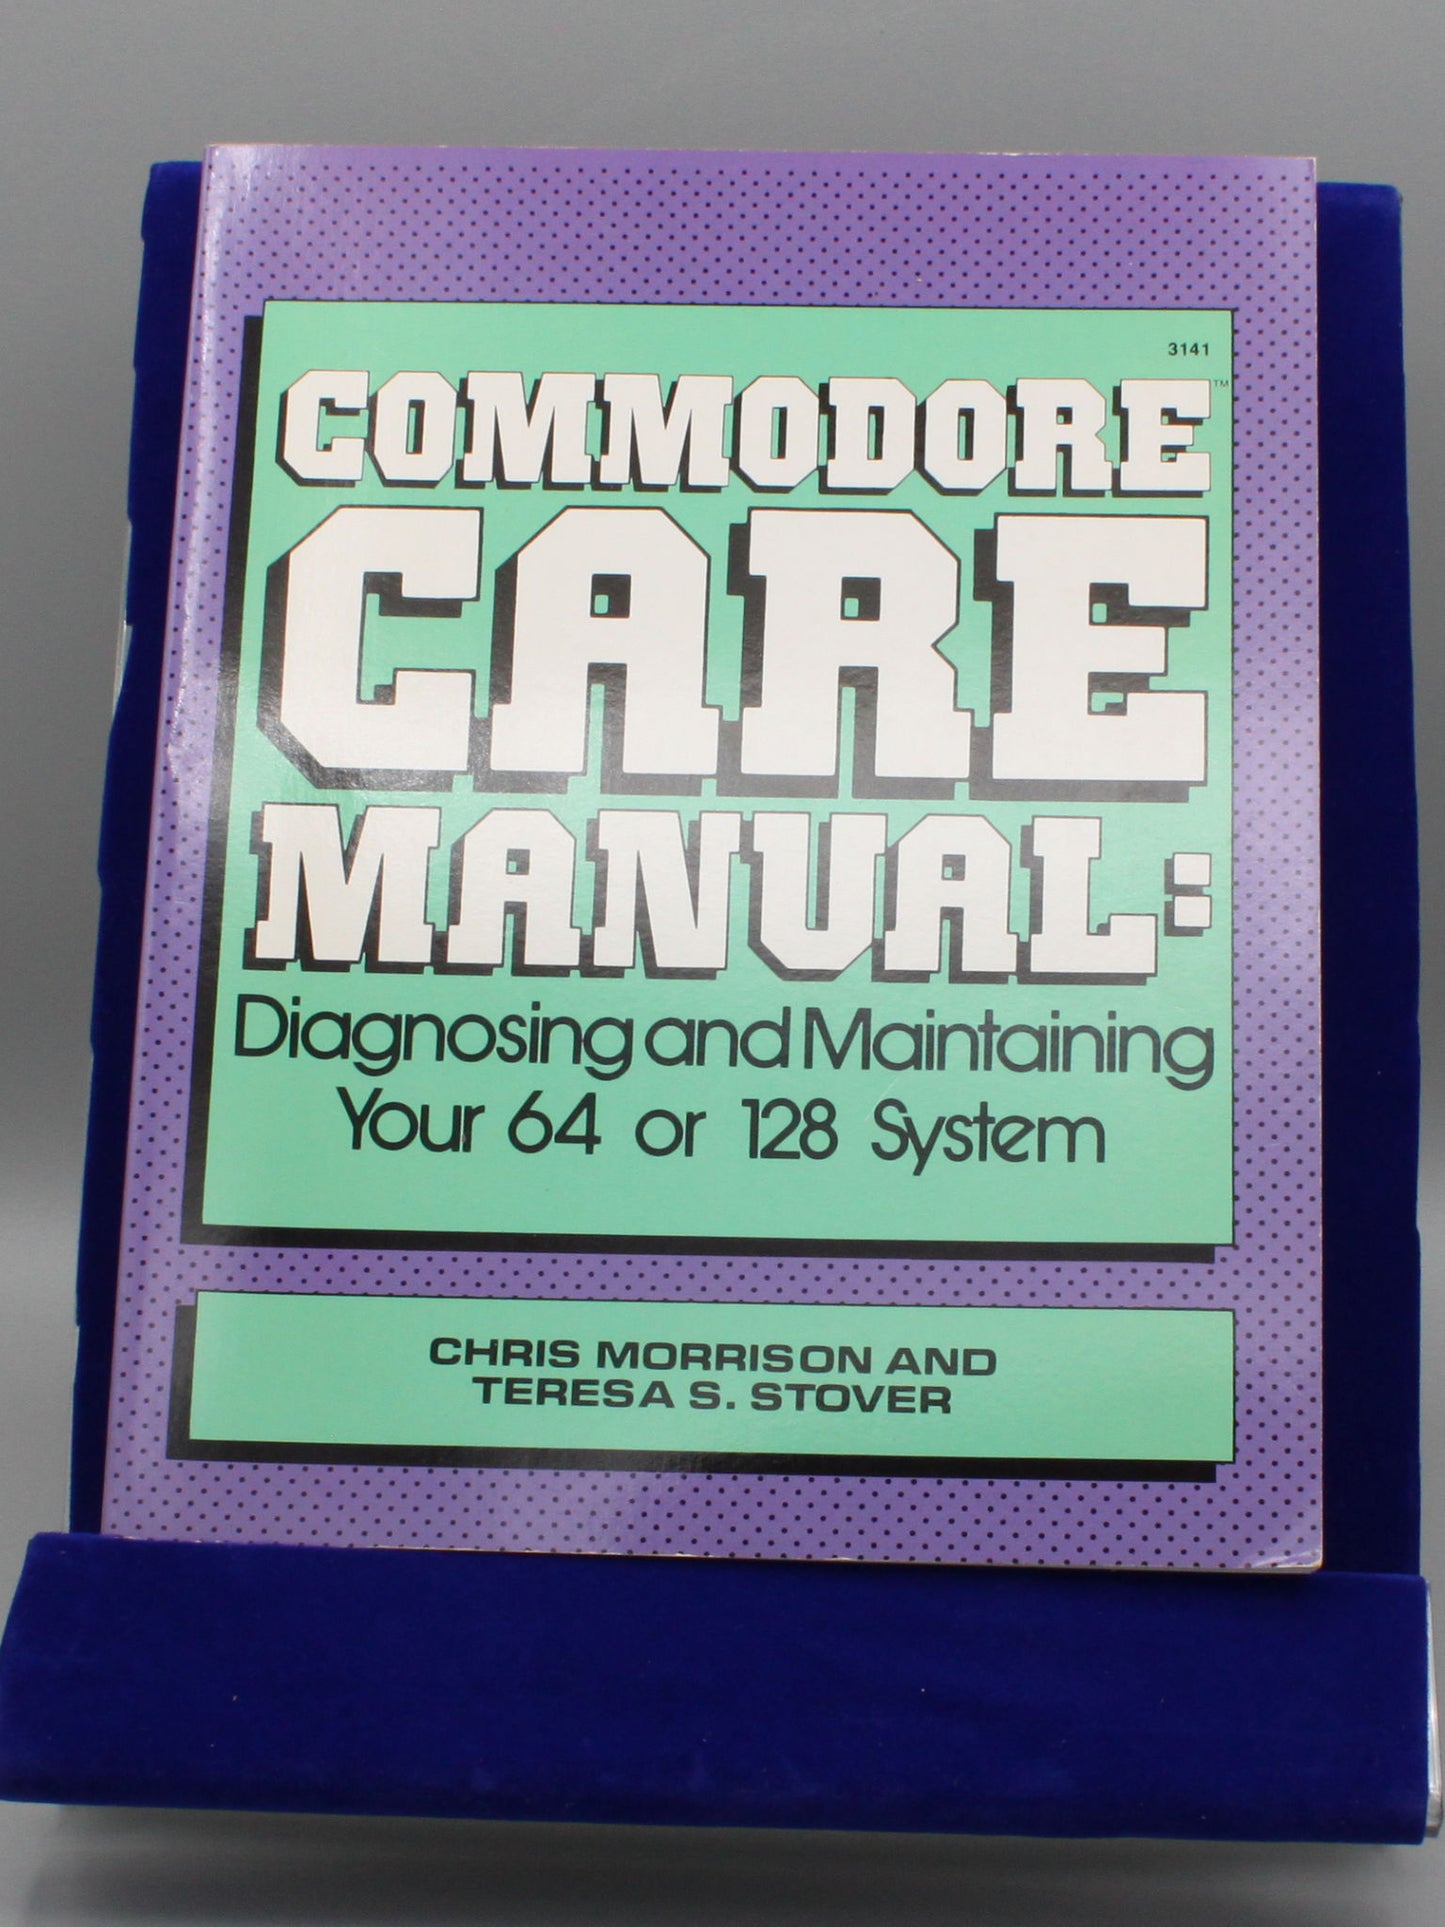 3141
COMMODORE™
CARE
MANUAL:
Diagnosing and Maintaining
Your 64 or 128 System
CHRIS MORRISON AND
TERESA S. STOVER